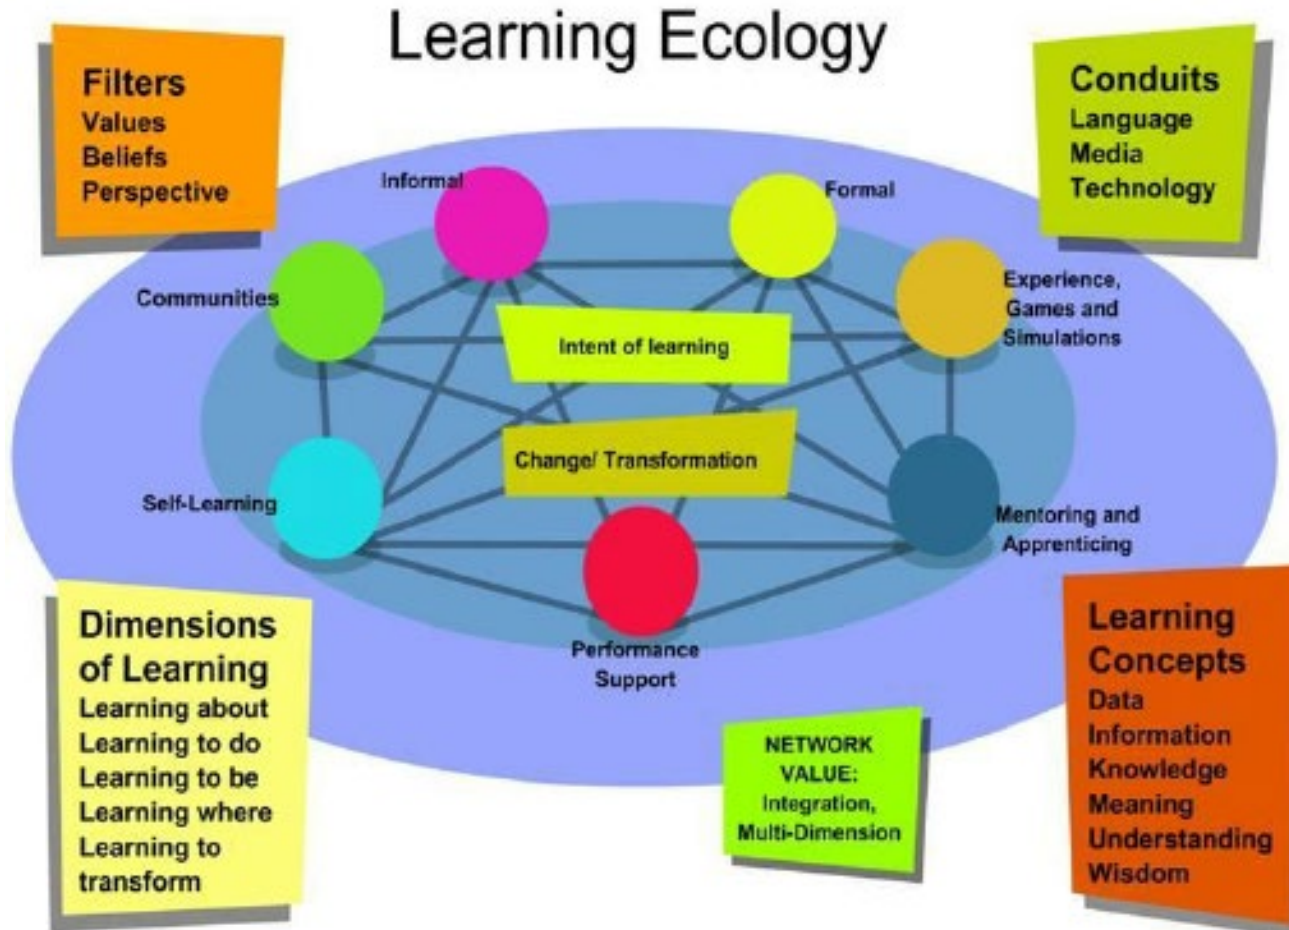 Learning Ecology
Filters
Values
Beliefs
Perspective
Conduits
Language
Media
Technology
Informal
Formal
Communities
Experience,
Games and
Simulations
Intent of learning
Change/ Transformation
Self-Learning
Mentoring and
Apprenticing
Performance
Support
Dimensions
of Learning
Learning about
Learning to do
Learning to be
Learning where
Learning to
transform
NETWORK
VALUE:
Integration,
Multi-Dimension
Learning
Concepts
Data
Information
Knowledge
Meaning
Understanding
Wisdom